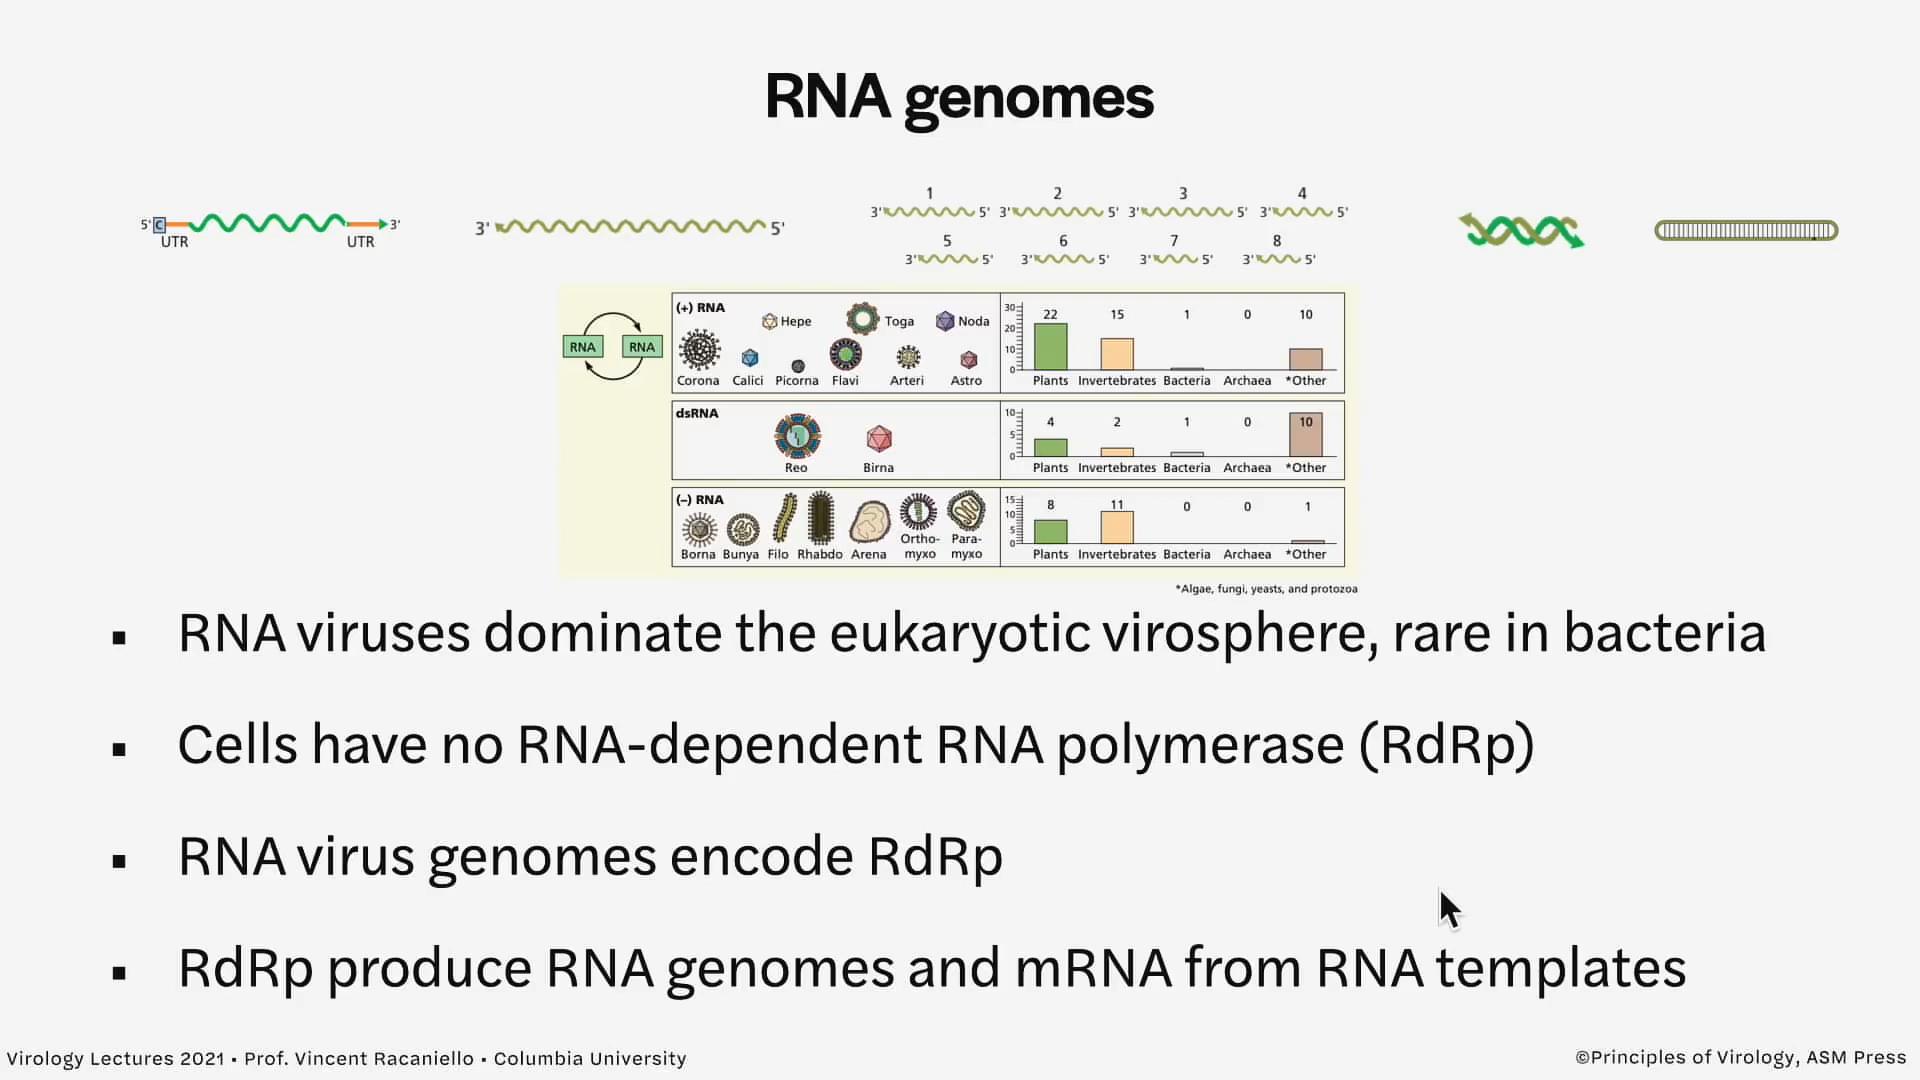 RNA genomes
5' C UTR UTR 3'
3' 5'
1 2 3 4
3' 5' 3' 5' 3' 5' 3' 5'
5 6 7 8
3' 5' 3' 5' 3' 5' 3' 5'
RNA RNA
(+) RNA
Hepe Toga Noda
Corona Calici Picorna Flavi Arteri Astro
30
20
10
0
22 15 1 0 10
Plants Invertebrates Bacteria Archaea *Other
dsRNA
Reo Birna
10
5
0
4 2 1 0 10
Plants Invertebrates Bacteria Archaea *Other
(–) RNA
Borna Bunya Filo Rhabdo Arena Ortho-
myxo
Para-
myxo
15
10
5
0
8 11 0 0 1
Plants Invertebrates Bacteria Archaea *Other
*Algae, fungi, yeasts, and protozoa
▪ RNA viruses dominate the eukaryotic virosphere, rare in bacteria
▪ Cells have no RNA-dependent RNA polymerase (RdRp)
▪ RNA virus genomes encode RdRp
▪ RdRp produce RNA genomes and mRNA from RNA templates
Virology Lectures 2021 • Prof. Vincent Racaniello • Columbia University
©Principles of Virology, ASM Press